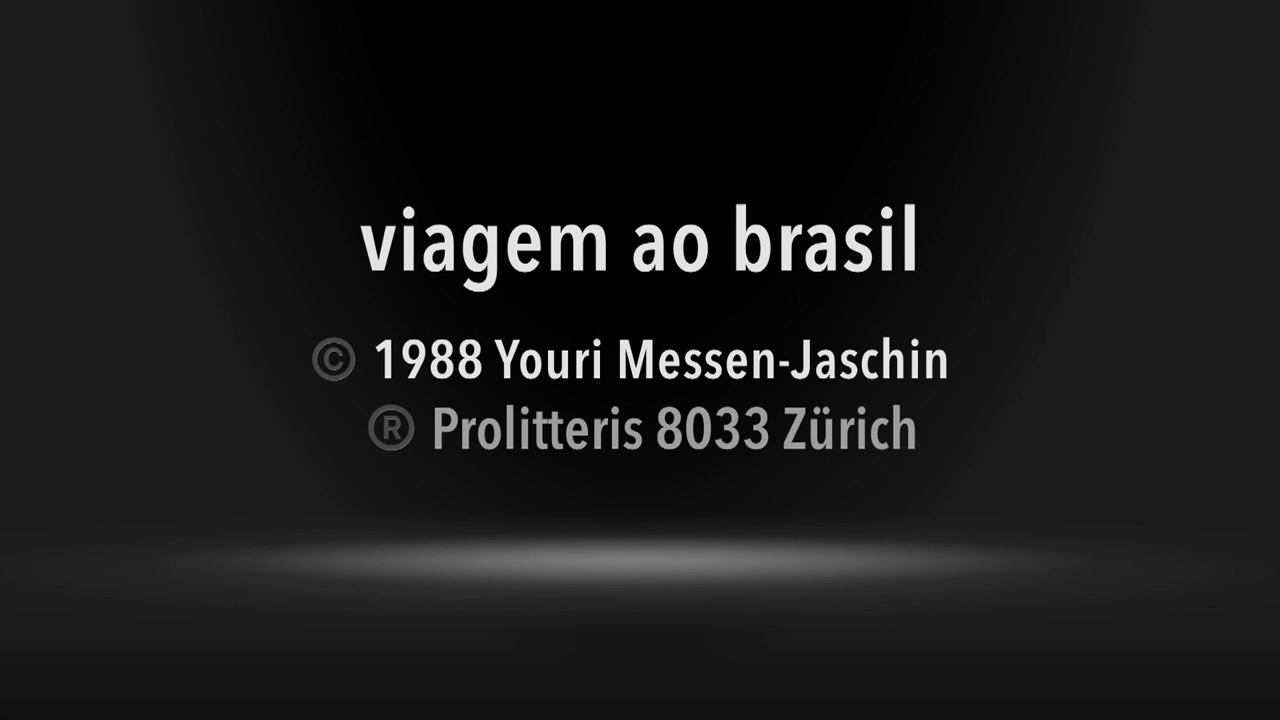 viagem ao brasil
© 1988 Youri Messen-Jaschin
® Prolitteris 8033 Zürich